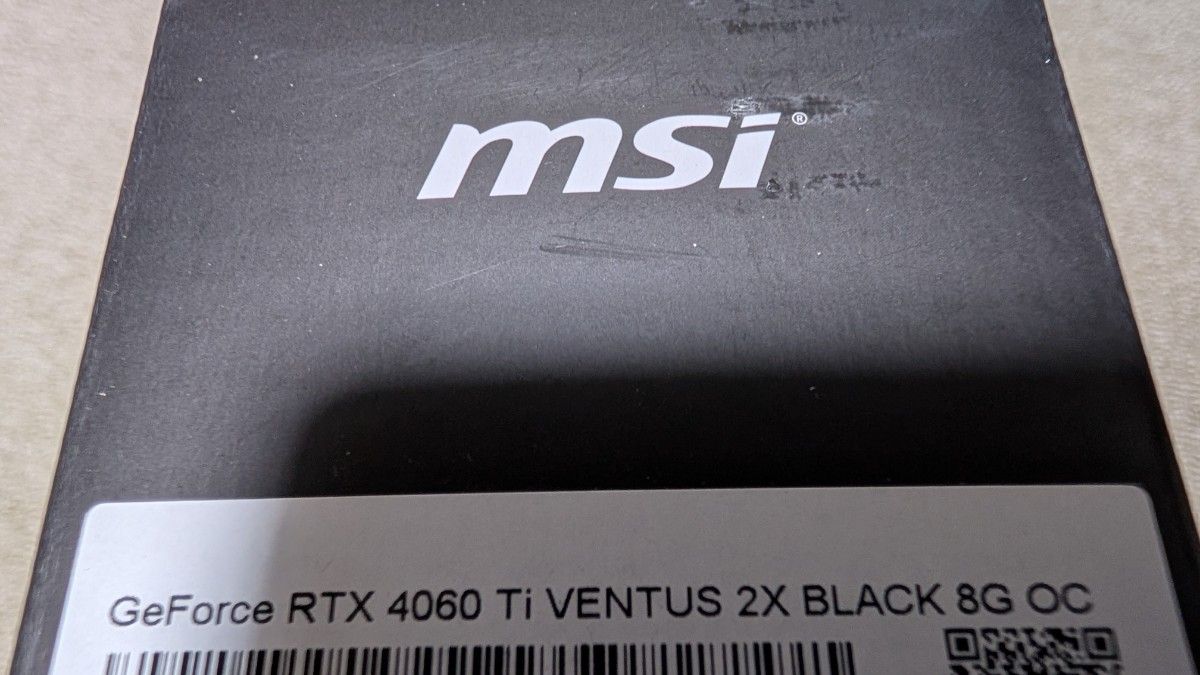 msi®
GeForce RTX 4060 Ti VENTUS 2X BLACK 8G OC